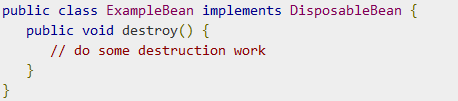 public class ExampleBean implements DisposableBean {
   public void destroy() {
      // do some destruction work
   }
}